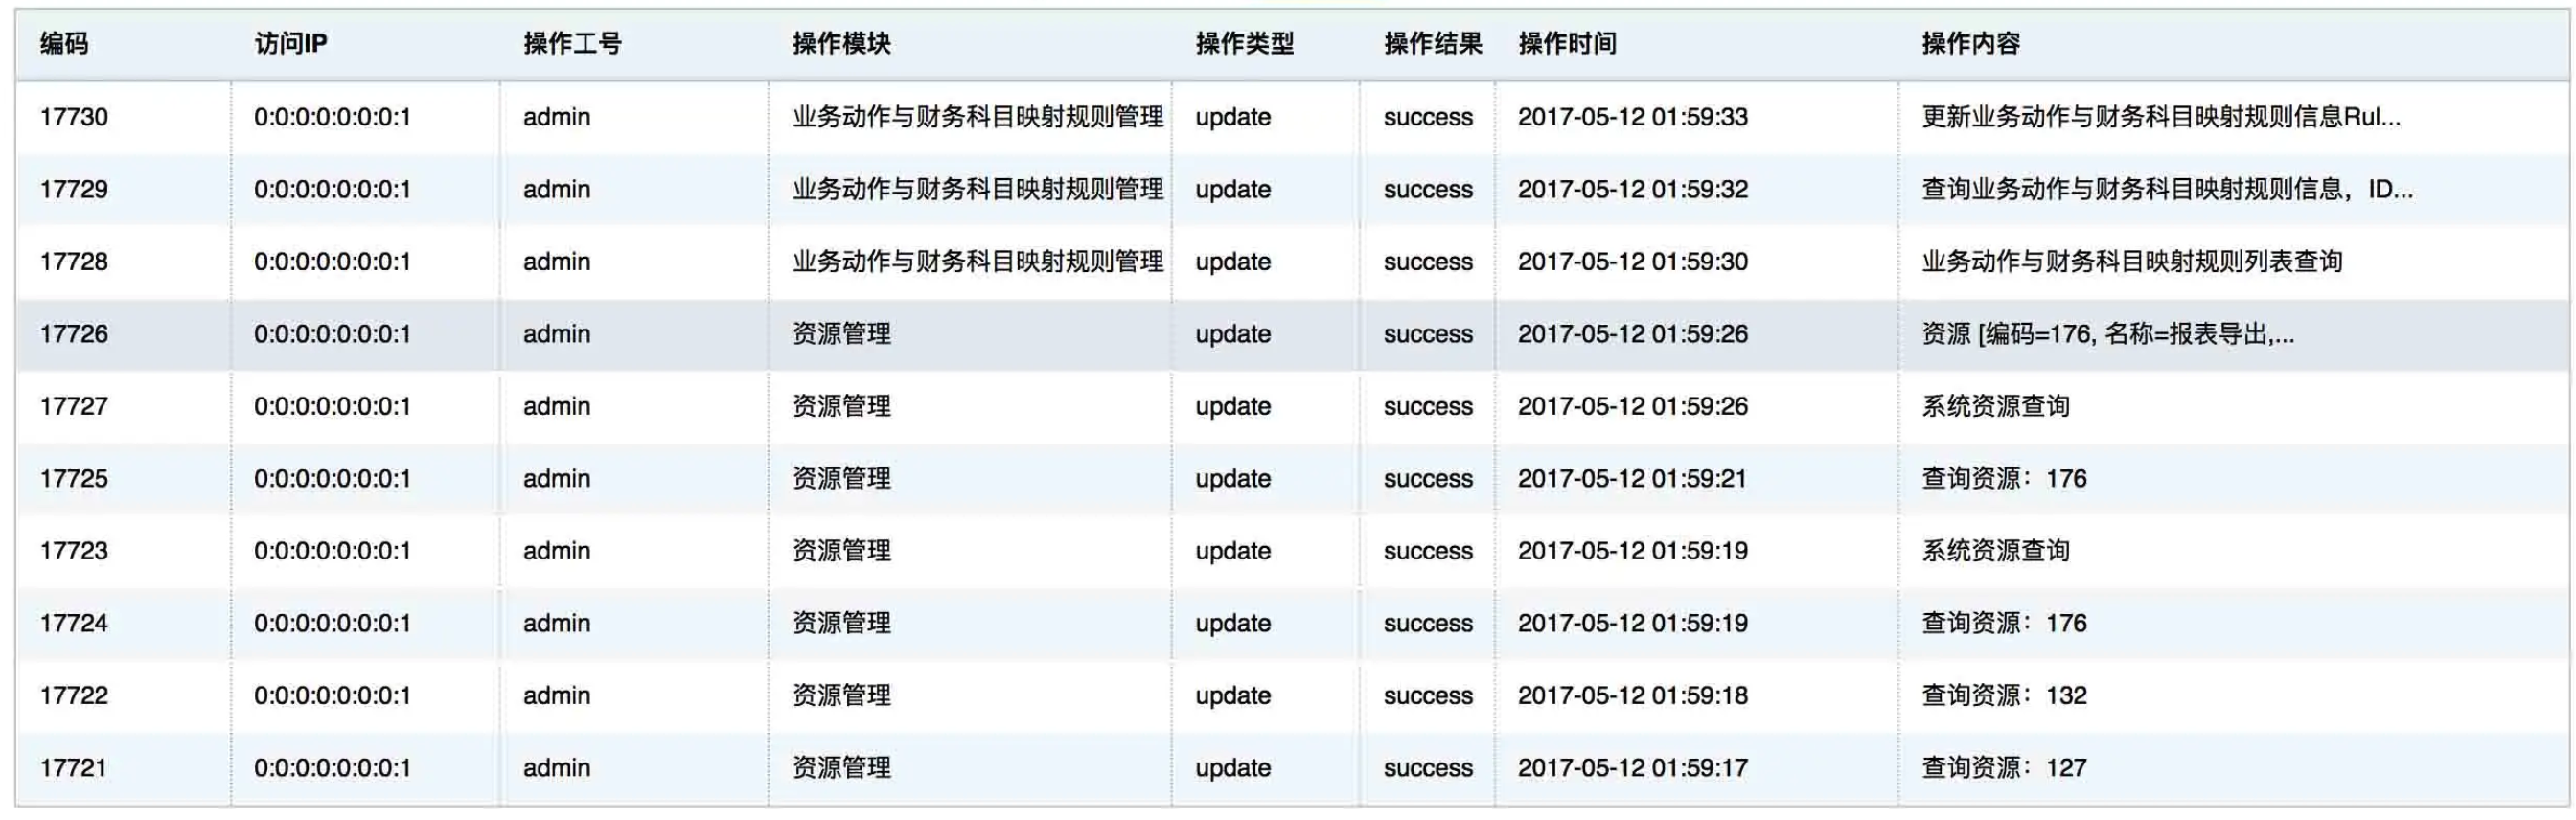 编码 访问IP 操作工号 操作模块 操作类型 操作结果 操作时间 操作内容
17730 0:0:0:0:0:0:0:1 admin 业务动作与财务科目映射规则管理 update success 2017-05-12 01:59:33 更新业务动作与财务科目映射规则信息Rul...
17729 0:0:0:0:0:0:0:1 admin 业务动作与财务科目映射规则管理 update success 2017-05-12 01:59:32 查询业务动作与财务科目映射规则信息，ID...
17728 0:0:0:0:0:0:0:1 admin 业务动作与财务科目映射规则管理 update success 2017-05-12 01:59:30 业务动作与财务科目映射规则列表查询
17726 0:0:0:0:0:0:0:1 admin 资源管理 update success 2017-05-12 01:59:26 资源 [编码=176, 名称=报表导出,...
17727 0:0:0:0:0:0:0:1 admin 资源管理 update success 2017-05-12 01:59:26 系统资源查询
17725 0:0:0:0:0:0:0:1 admin 资源管理 update success 2017-05-12 01:59:21 查询资源：176
17723 0:0:0:0:0:0:0:1 admin 资源管理 update success 2017-05-12 01:59:19 系统资源查询
17724 0:0:0:0:0:0:0:1 admin 资源管理 update success 2017-05-12 01:59:19 查询资源：176
17722 0:0:0:0:0:0:0:1 admin 资源管理 update success 2017-05-12 01:59:18 查询资源：132
17721 0:0:0:0:0:0:0:1 admin 资源管理 update success 2017-05-12 01:59:17 查询资源：127